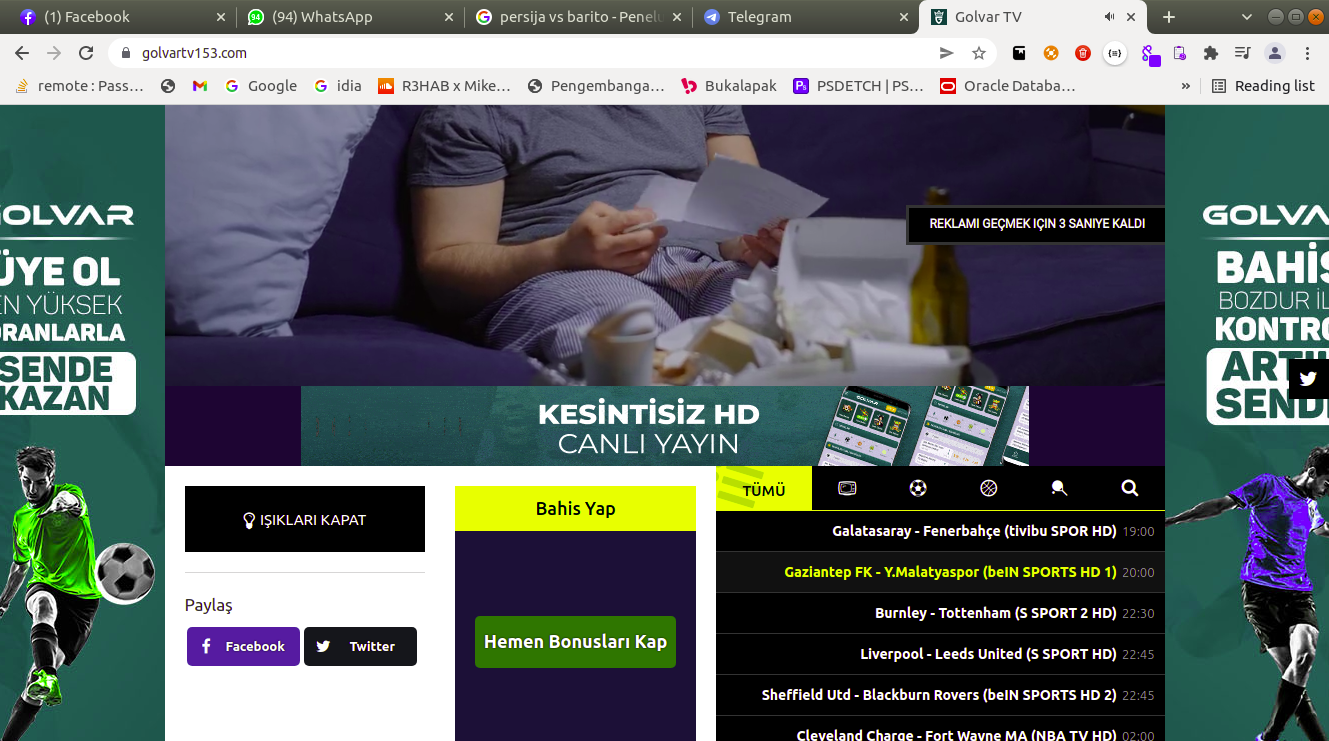 (1) Facebook
(94) WhatsApp
persija vs barito - Penelu
Telegram
Golvar TV
golvartv153.com
remote : Pass…
Google
idia
R3HAB x Mike…
Pengembanga…
Bukalapak
PSDETCH | PS…
Oracle Databa…
»
Reading list
GOLVAR
ÜYE OL
EN YÜKSEK
ORANLARLA
SENDE
KAZAN
REKLAMI GEÇMEK IÇIN 3 SANIYE KALDI
GOLVA
BAHİS
BOZDUR İL
KONTRO
SENDE
KESİNTİSİZ HD
CANLI YAYIN
GOLVAR
IŞIKLARI KAPAT
Paylaş
Facebook
Twitter
Bahis Yap
Hemen Bonusları Kap
TÜMÜ
Galatasaray - Fenerbahçe (tivibu SPOR HD) 19:00
Gaziantep FK - Y.Malatyaspor (beIN SPORTS HD 1) 20:00
Burnley - Tottenham (S SPORT 2 HD) 22:30
Liverpool - Leeds United (S SPORT HD) 22:45
Sheffield Utd - Blackburn Rovers (beIN SPORTS HD 2) 22:45
Cleveland Charge - Fort Wayne MA (NBA TV HD) 02:00